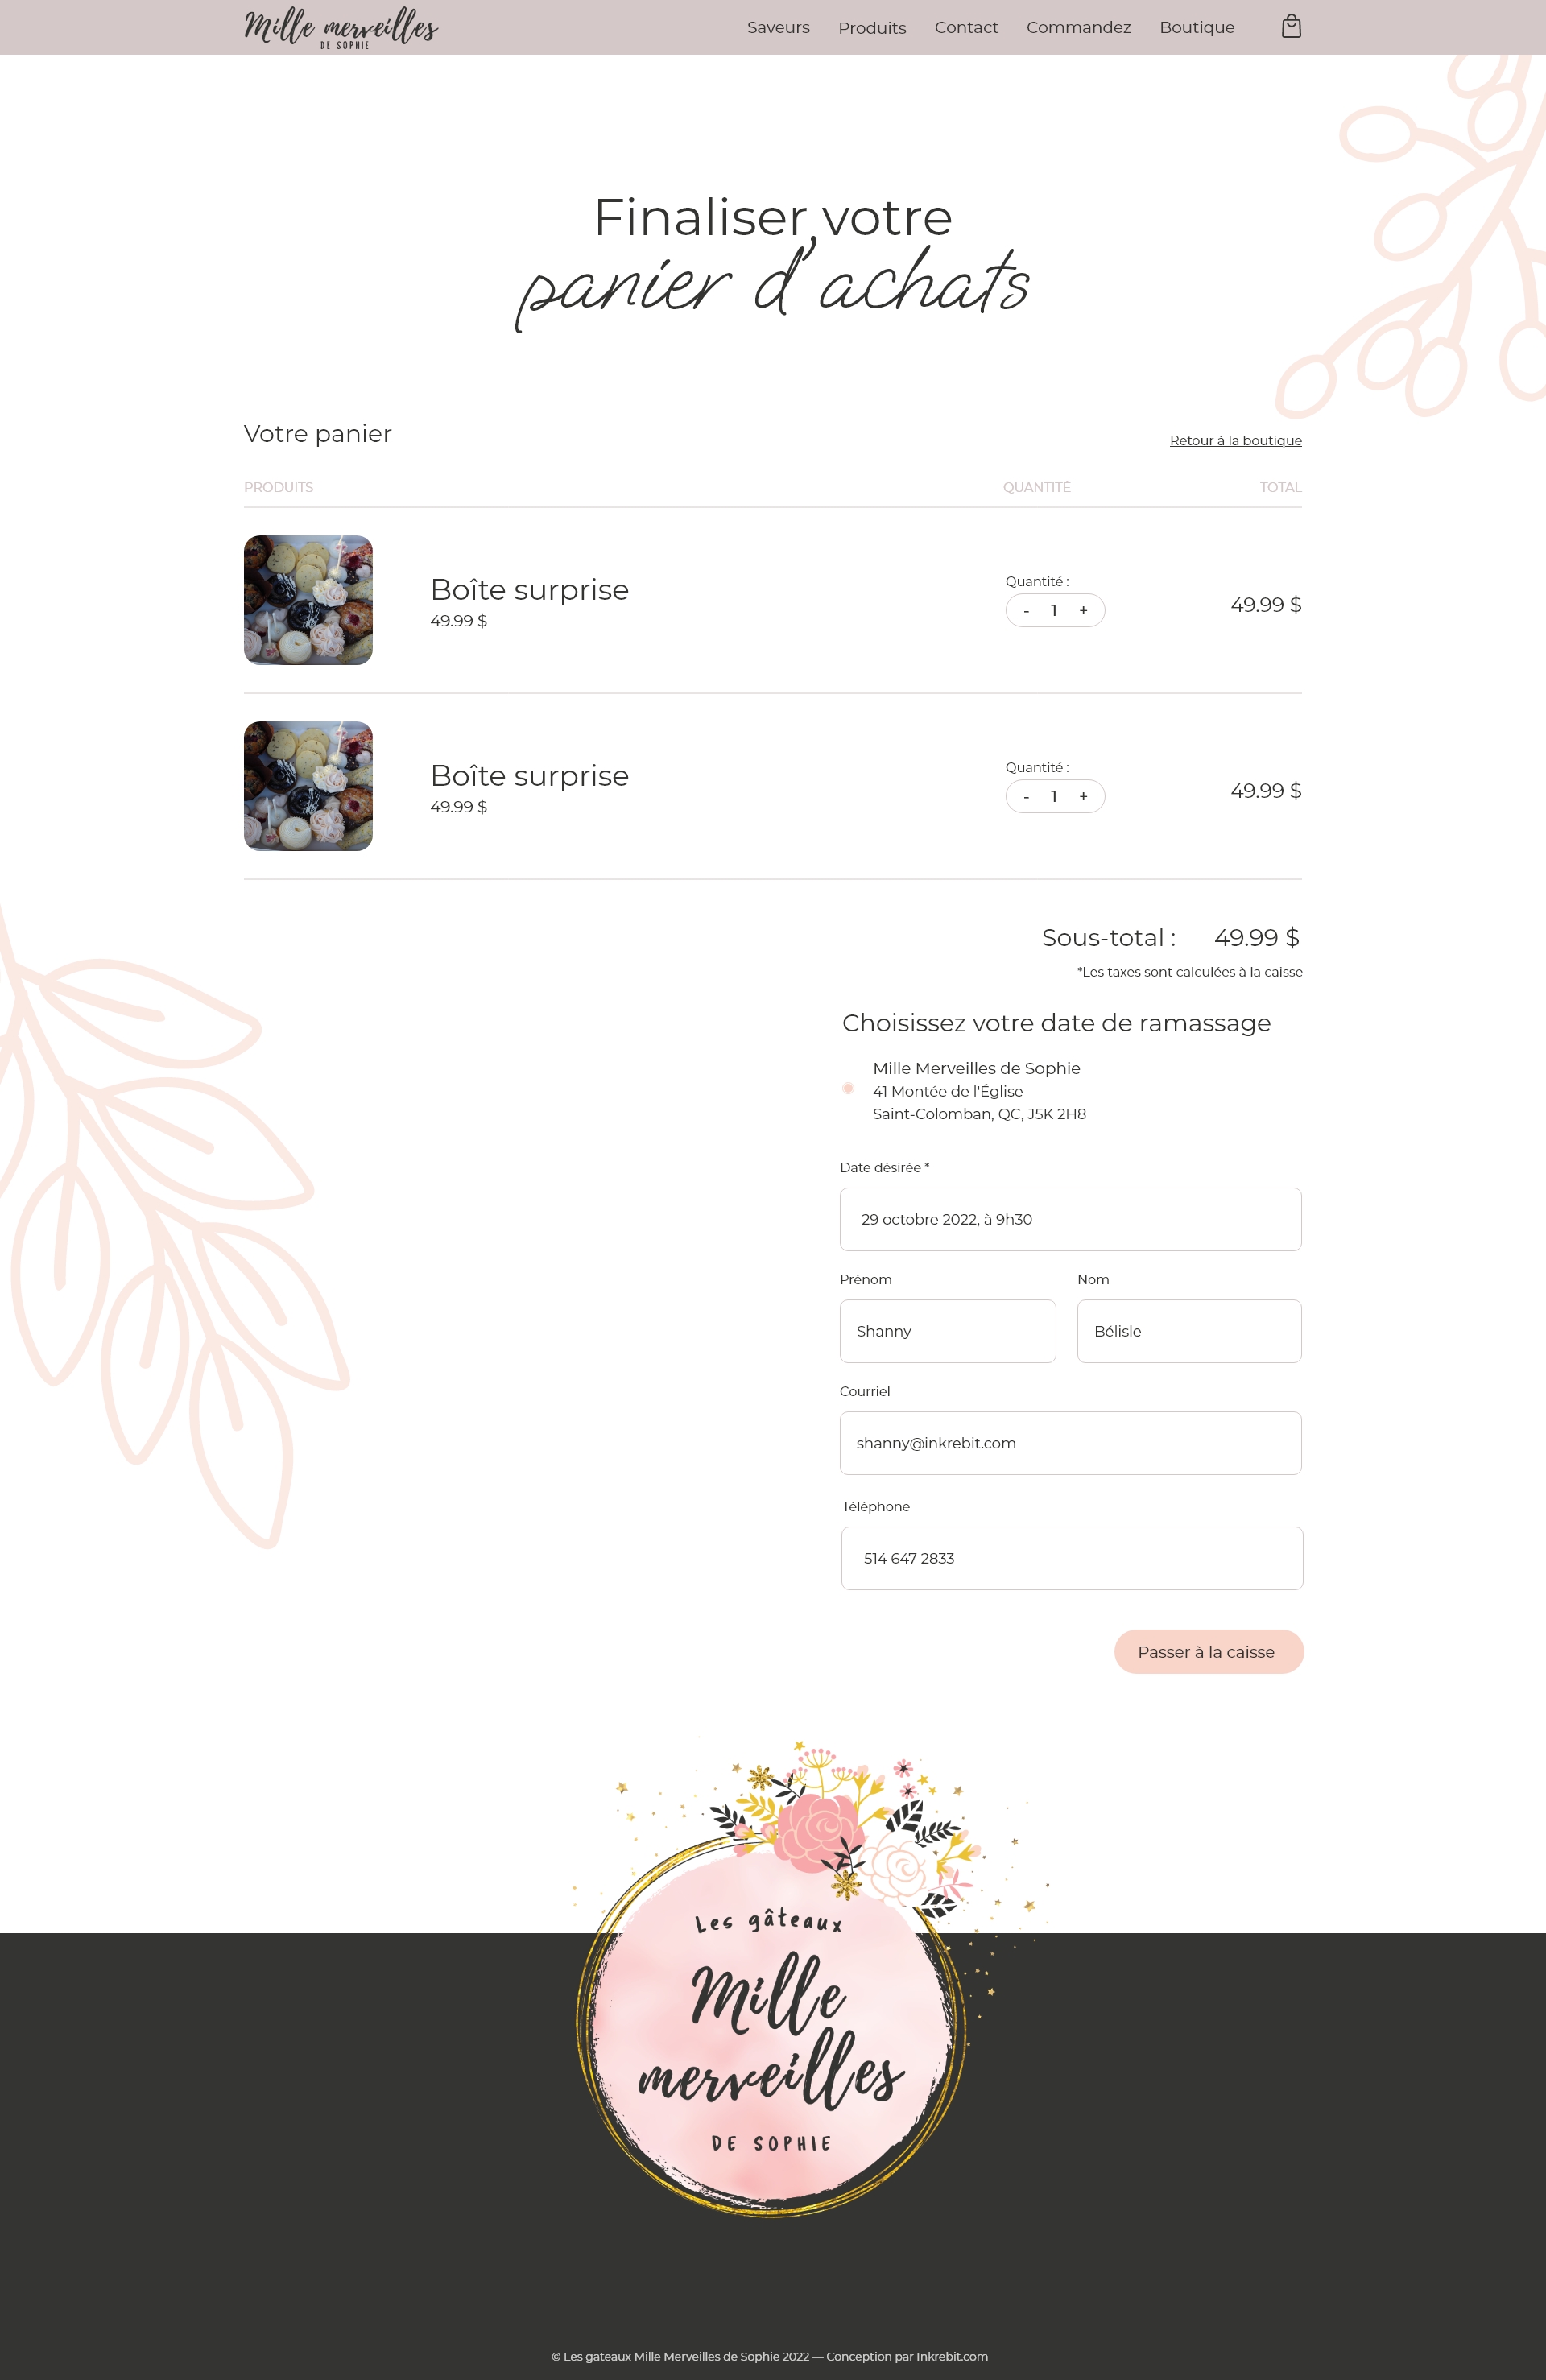 Mille merveilles
DE SOPHIE
Saveurs Produits Contact Commandez Boutique
Finaliser votre
panier d'achats
Votre panier
Retour à la boutique
PRODUITS QUANTITÉ TOTAL
Boîte surprise
49.99 $
Quantité :
- 1 +
49.99 $
Boîte surprise
49.99 $
Quantité :
- 1 +
49.99 $
Sous-total : 49.99 $
*Les taxes sont calculées à la caisse
Choisissez votre date de ramassage
Mille Merveilles de Sophie
41 Montée de l'Église
Saint-Colomban, QC, J5K 2H8
Date désirée *
29 octobre 2022, à 9h30
Prénom Nom
Shanny Bélisle
Courriel
shanny@inkrebit.com
Téléphone
514 647 2833
Passer à la caisse
Les gâteaux
Mille
merveilles
DE SOPHIE
© Les gateaux Mille Merveilles de Sophie 2022 — Conception par Inkrebit.com